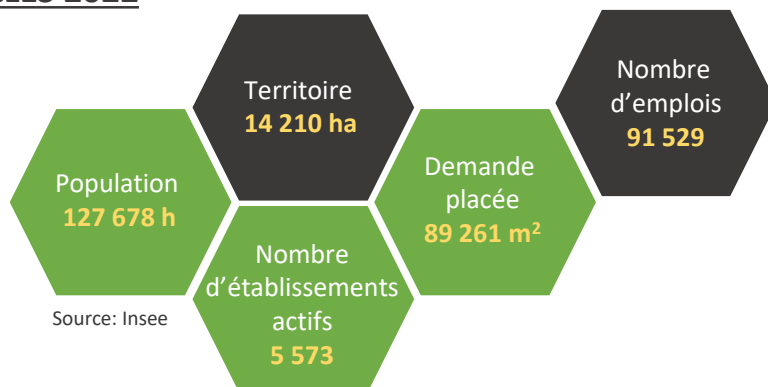 Territoire
14 210 ha
Nombre
d’emplois
91 529
Population
127 678 h
Demande
placée
89 261 m²
Nombre
d’établissements
actifs
5 573
Source: Insee